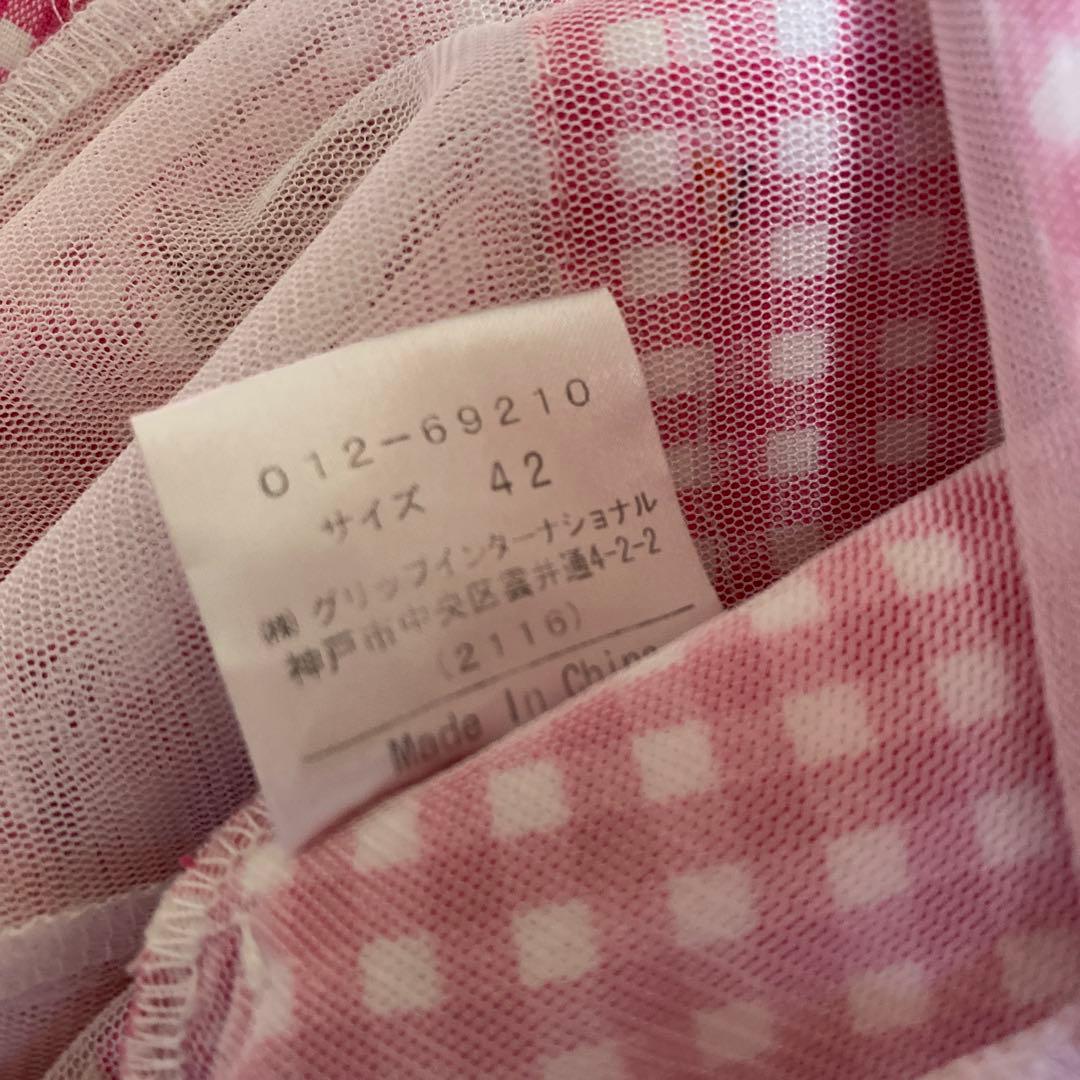 012-69210
サイズ 42
㈱グリップインターナショナル
神戸市中央区雲井通4-2-2
(2116)
Made In China